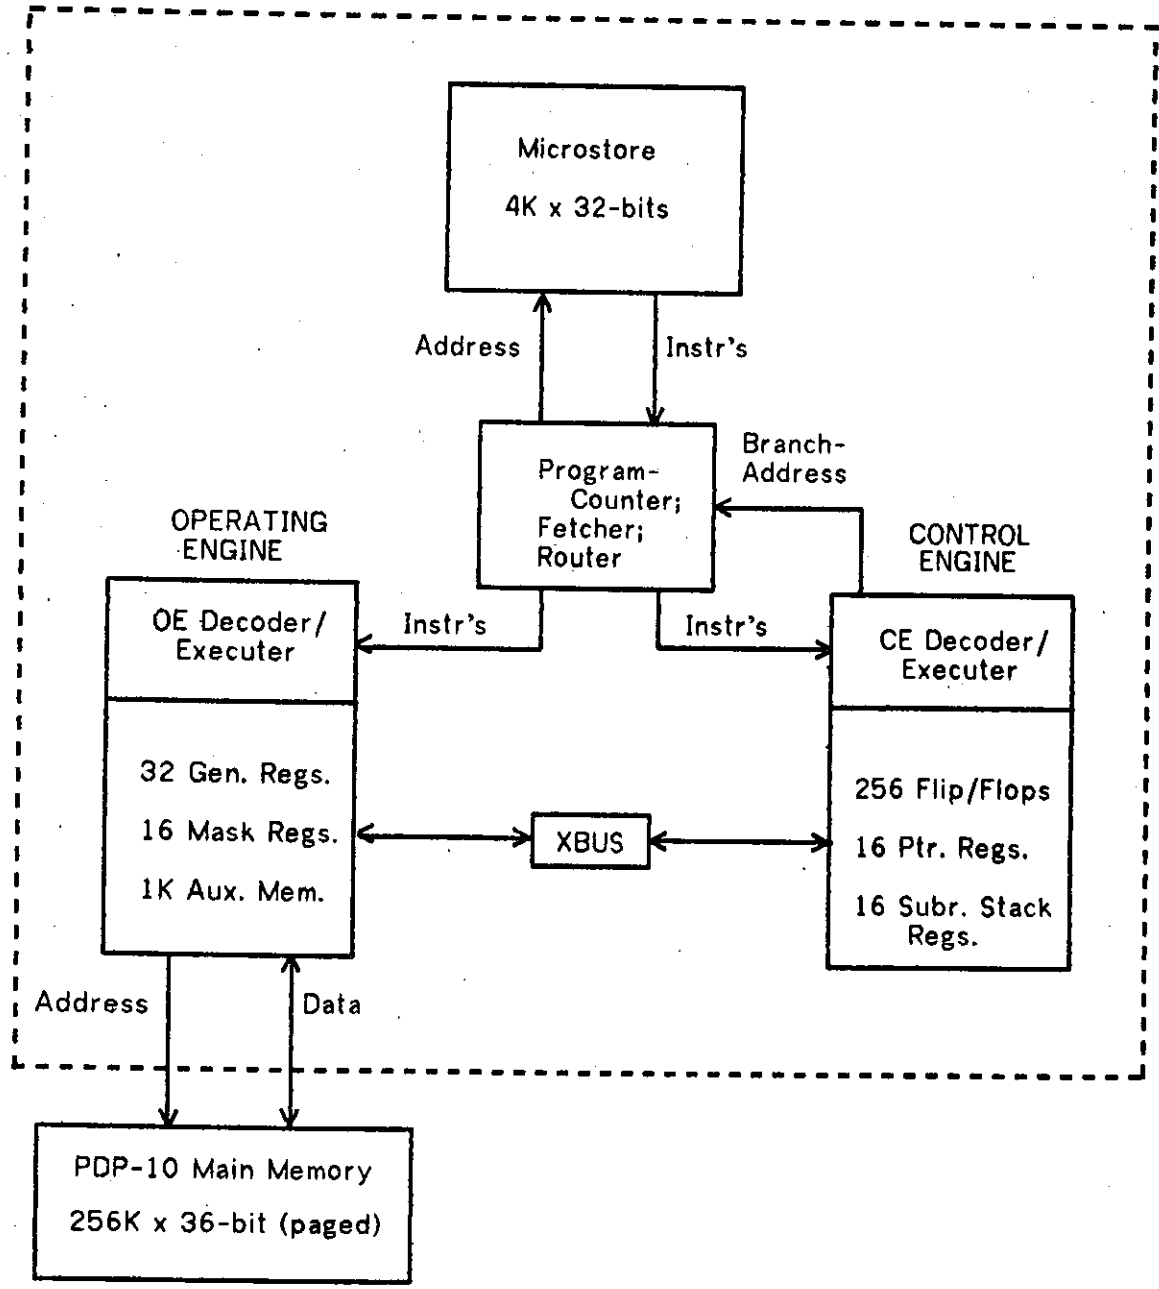 Microstore
4K x 32-bits
Address
Instr's
Branch-
Address
Program-
Counter;
Fetcher;
Router
OPERATING
ENGINE
CONTROL
ENGINE
OE Decoder/
Executer
Instr's
Instr's
CE Decoder/
Executer
32 Gen. Regs.
16 Mask Regs.
1K Aux. Mem.
XBUS
256 Flip/Flops
16 Ptr. Regs.
16 Subr. Stack
Regs.
Address
Data
PDP-10 Main Memory
256K x 36-bit (paged)